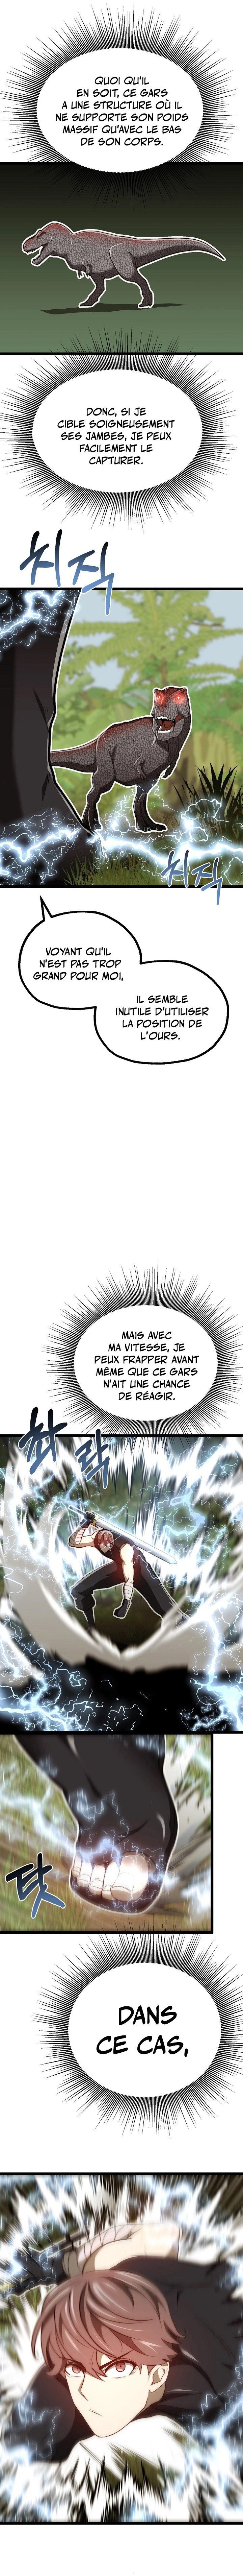 QUOI QU'IL
EN SOIT, CE GARS
A UNE STRUCTURE OÙ IL
NE SUPPORTE SON POIDS
MASSIF QU'AVEC LE BAS
DE SON CORPS.
DONC, SI JE
CIBLE SOIGNEUSEMENT
SES JAMBES, JE PEUX
FACILEMENT LE
CAPTURER.
치직
치직
VOYANT QU'IL
N'EST PAS TROP
GRAND POUR MOI,
IL SEMBLE
INUTILE D'UTILISER
LA POSITION DE
L'OURS.
MAIS AVEC
MA VITESSE, JE
PEUX FRAPPER AVANT
MÊME QUE CE GARS
N'AIT UNE CHANCE
DE RÉAGIR.
촤락
탓
DANS
CE CAS,